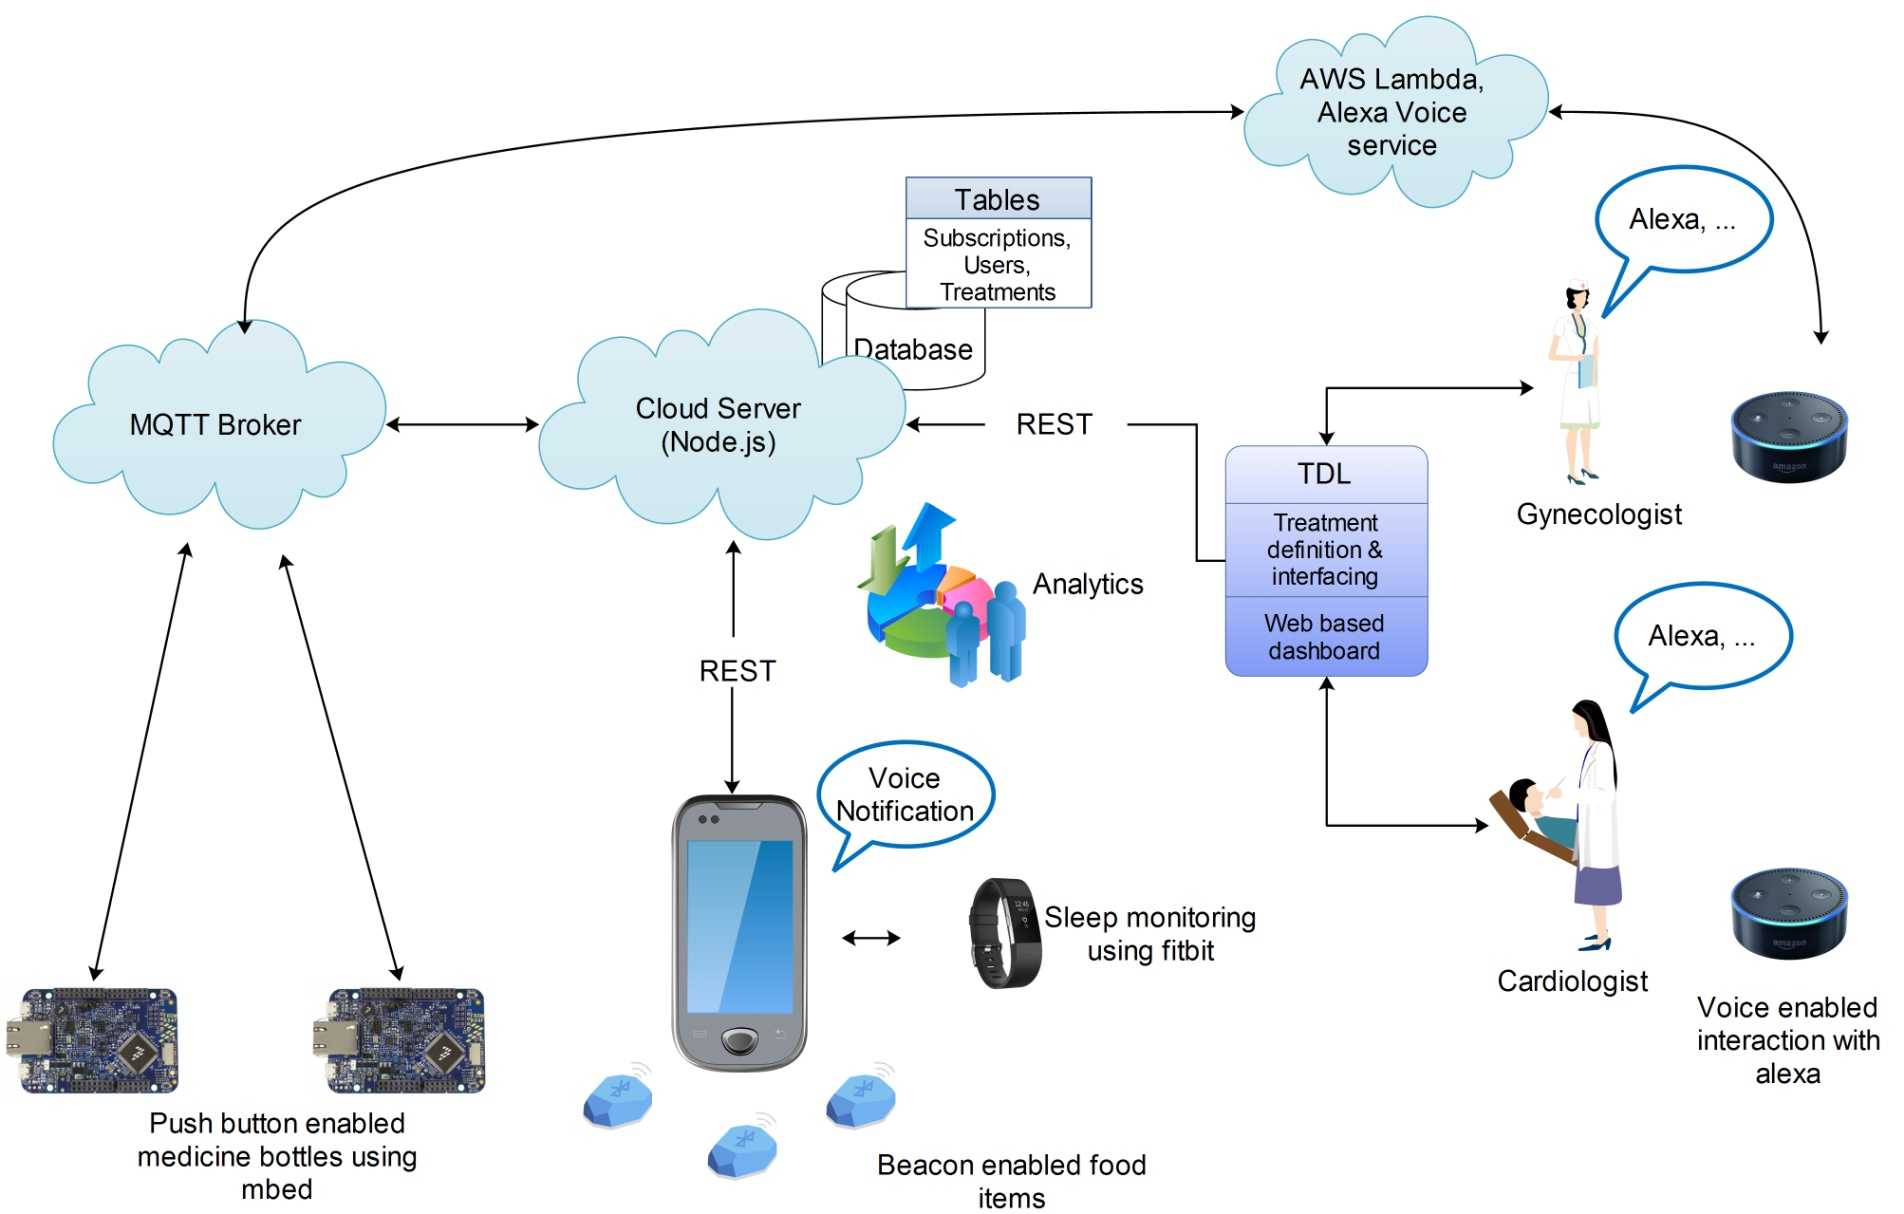 AWS Lambda,
Alexa Voice
service
Tables
Subscriptions,
Users,
Treatments
Database
Alexa, ...
MQTT Broker
Cloud Server
(Node.js)
REST
TDL
Treatment
definition &
interfacing
Web based
dashboard
amazon
Gynecologist
Analytics
REST
Alexa, ...
Voice
Notification
Sleep monitoring
using fitbit
amazon
Cardiologist
Voice enabled
interaction with
alexa
Push button enabled
medicine bottles using
mbed
Beacon enabled food
items